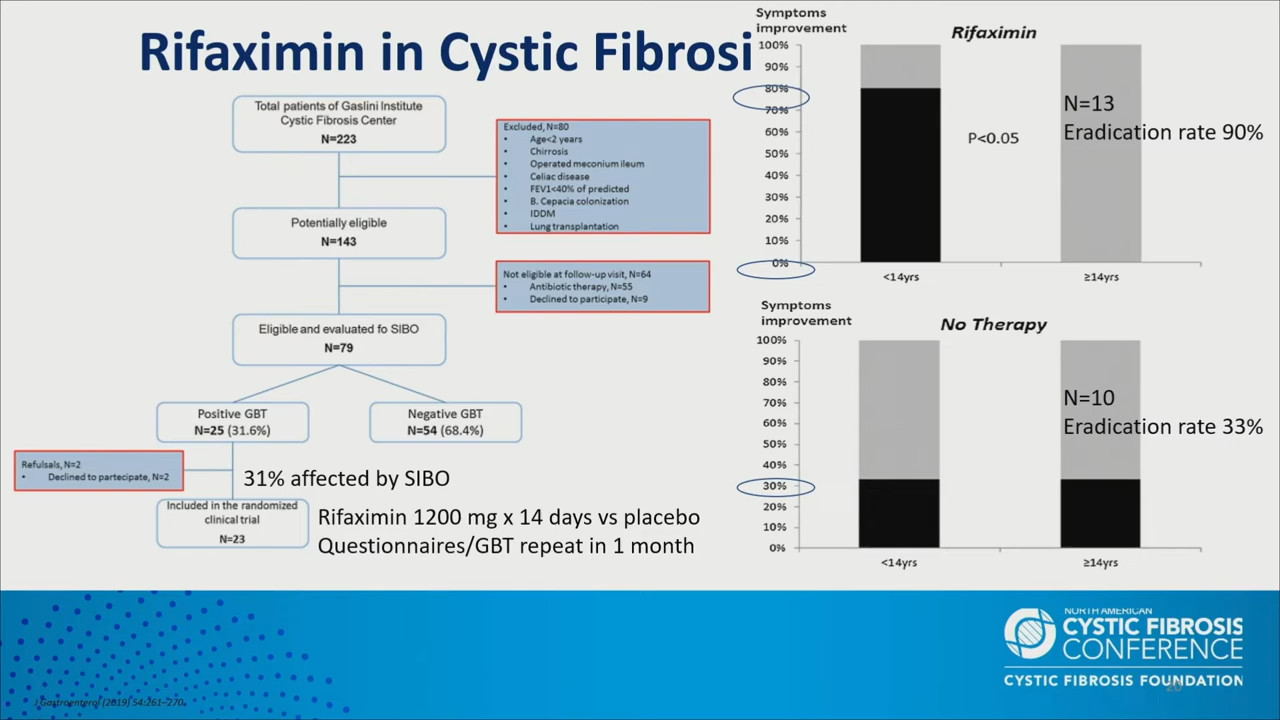 Rifaximin in Cystic Fibrosi
Total patients of Gaslini Institute
Cystic Fibrosis Center
N=223
Excluded, N=80
• Age<2 years
• Chirrosis
• Operated meconium ileum
• Celiac disease
• FEV1<40% of predicted
• B. Cepacia colonization
• IDDM
• Lung transplantation
Potentially eligible
N=143
Not eligible at follow-up visit, N=64
• Antibiotic therapy, N=55
• Declined to participate, N=9
Eligible and evaluated fo SIBO
N=79
Positive GBT
N=25 (31.6%)
Negative GBT
N=54 (68.4%)
Refulsals, N=2
• Declined to partecipate, N=2
31% affected by SIBO
Included in the randomized
clinical trial
N=23
Rifaximin 1200 mg x 14 days vs placebo
Questionnaires/GBT repeat in 1 month
Symptoms
improvement
Rifaximin
100%
90%
80%
70%
60%
50%
40%
30%
20%
10%
0%
P<0.05
N=13
Eradication rate 90%
<14yrs
≥14yrs
Symptoms
improvement
No Therapy
100%
90%
80%
70%
60%
50%
40%
30%
20%
10%
0%
N=10
Eradication rate 33%
<14yrs
≥14yrs
J Gastroenterol (2019) 54:261–270.
NORTH AMERICAN
CYSTIC FIBROSIS
CONFERENCE
CYSTIC FIBROSIS FOUNDATION
20